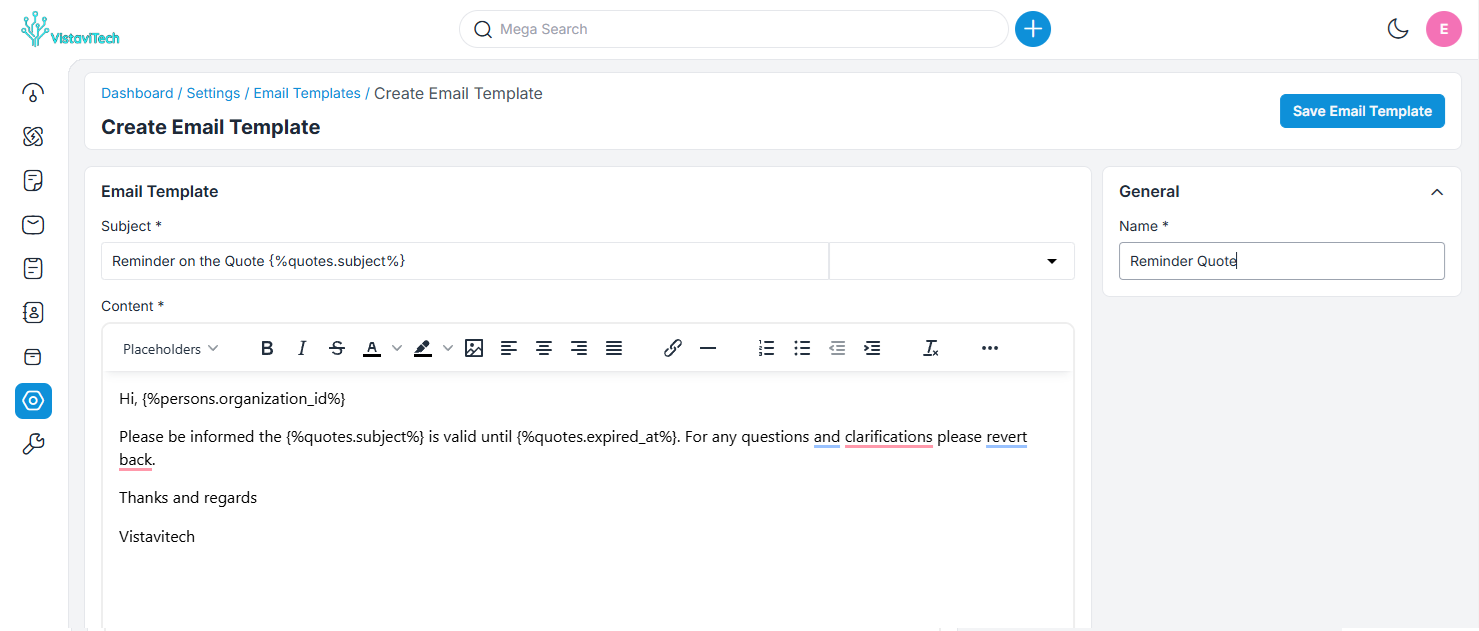 VistaviTech
Mega Search
E
Dashboard / Settings / Email Templates / Create Email Template
Create Email Template
Save Email Template
Email Template
Subject *
Reminder on the Quote {%quotes.subject%}
Content *
Placeholders
Hi, {%persons.organization_id%}
Please be informed the {%quotes.subject%} is valid until {%quotes.expired_at%}. For any questions and clarifications please revert
back.
Thanks and regards
Vistavitech
General
Name *
Reminder Quote